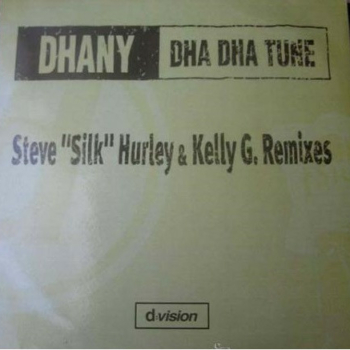 DHANY DHA DHA TUNE
Steve "Silk" Hurley & Kelly G. Remixes
d:vision